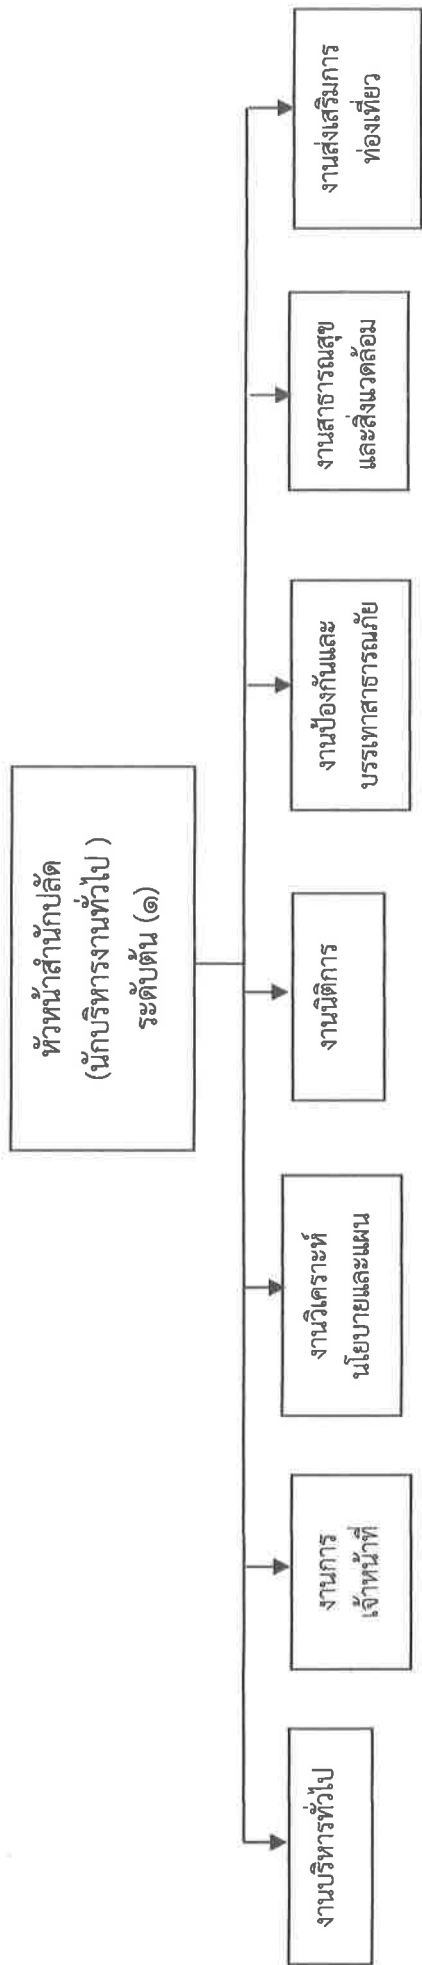 หัวหน้าสำนักปลัด
(นักบริหารงานทั่วไป )
ระดับต้น (๑)
งานบริหารทั่วไป
งานการ
เจ้าหน้าที่
งานวิเคราะห์
นโยบายและแผน
งานนิติการ
งานป้องกันและ
บรรเทาสาธารณภัย
งานสาธารณสุข
และสิ่งแวดล้อม
งานส่งเสริมการ
ท่องเที่ยว